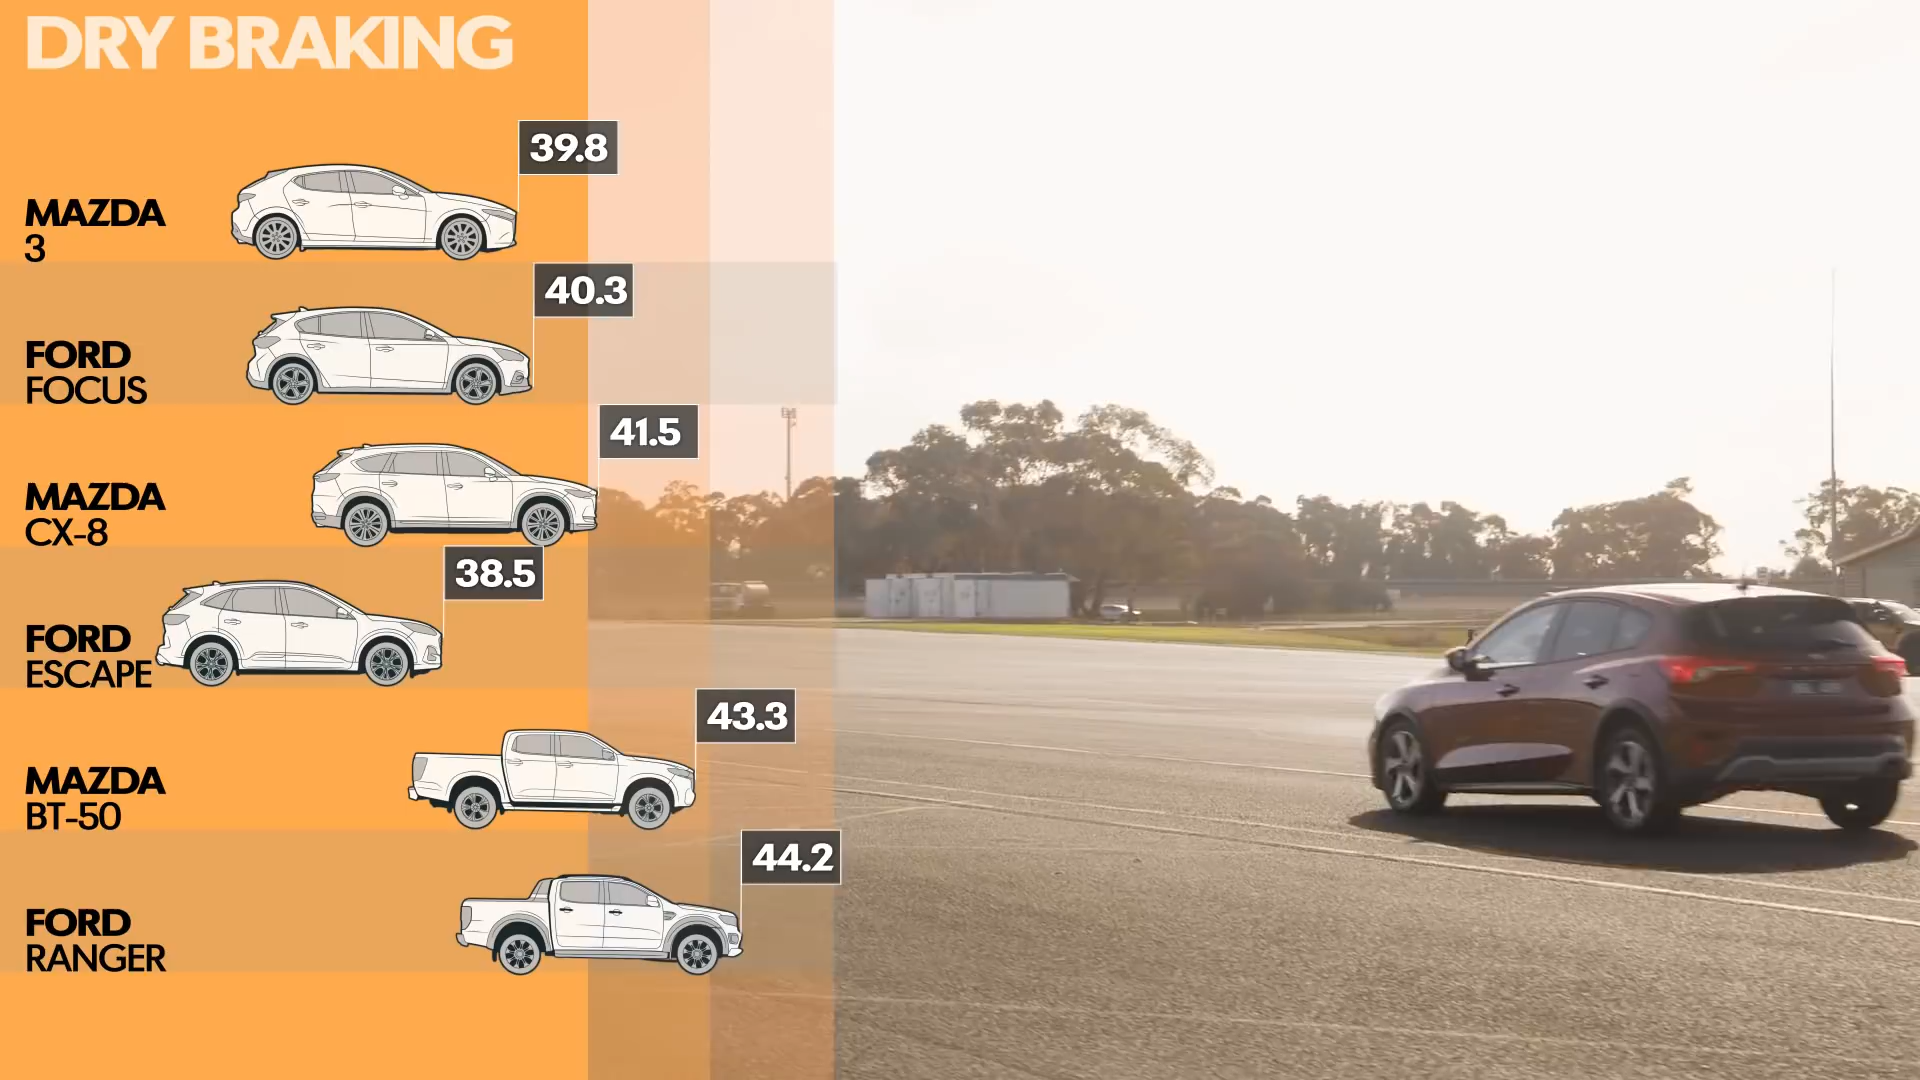 DRY BRAKING
39.8
MAZDA
3
40.3
FORD
FOCUS
41.5
MAZDA
CX-8
38.5
FORD
ESCAPE
43.3
MAZDA
BT-50
44.2
FORD
RANGER